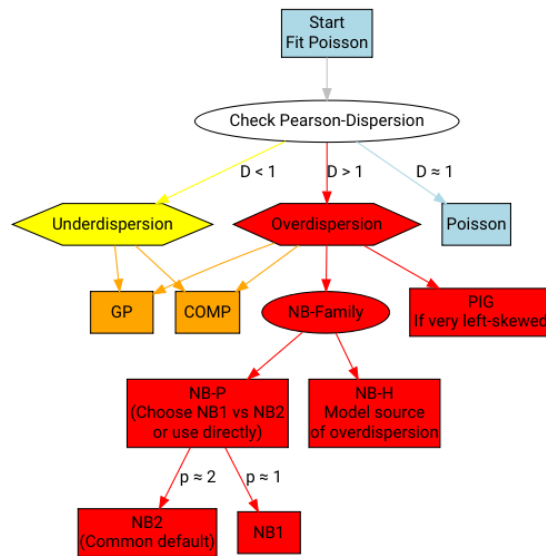 Start
Fit Poisson
Check Pearson-Dispersion
D < 1
D > 1
D ≈ 1
Underdispersion
Overdispersion
Poisson
GP
COMP
NB-Family
PIG
If very left-skewed
NB-P
(Choose NB1 vs NB2
or use directly)
NB-H
Model source
of overdispersion
p ≈ 2
p ≈ 1
NB2
(Common default)
NB1